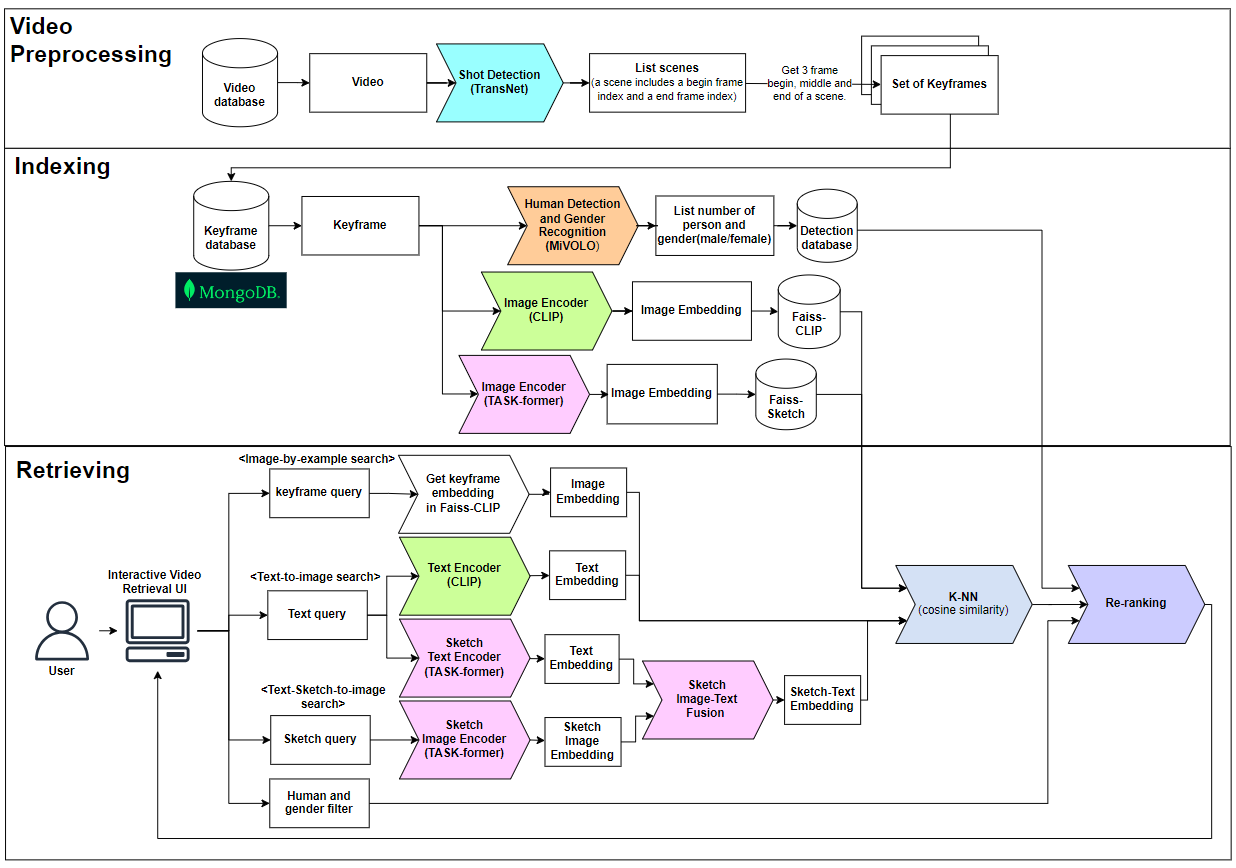 Video
Preprocessing
Video
database
Video
Shot Detection
(TransNet)
List scenes
(a scene includes a begin frame
index and a end frame index)
Get 3 frame
begin, middle and
end of a scene.
Set of Keyframes
Indexing
Keyframe
database
MongoDB.
Keyframe
Human Detection
and Gender
Recognition
(MiVOLO)
List number of
person and
gender(male/female)
Detection
database
Image Encoder
(CLIP)
Image Embedding
Faiss-
CLIP
Image Encoder
(TASK-former)
Image Embedding
Faiss-
Sketch
Retrieving
<Image-by-example search>
keyframe query
Get keyframe
embedding
in Faiss-CLIP
Image
Embedding
Interactive Video
Retrieval UI
User
<Text-to-image search>
Text query
Text Encoder
(CLIP)
Text
Embedding
Sketch
Text Encoder
(TASK-former)
Text
Embedding
<Text-Sketch-to-image
search>
Sketch query
Sketch
Image Encoder
(TASK-former)
Sketch
Image
Embedding
Sketch
Image-Text
Fusion
Sketch-Text
Embedding
K-NN
(cosine similarity)
Re-ranking
Human and
gender filter